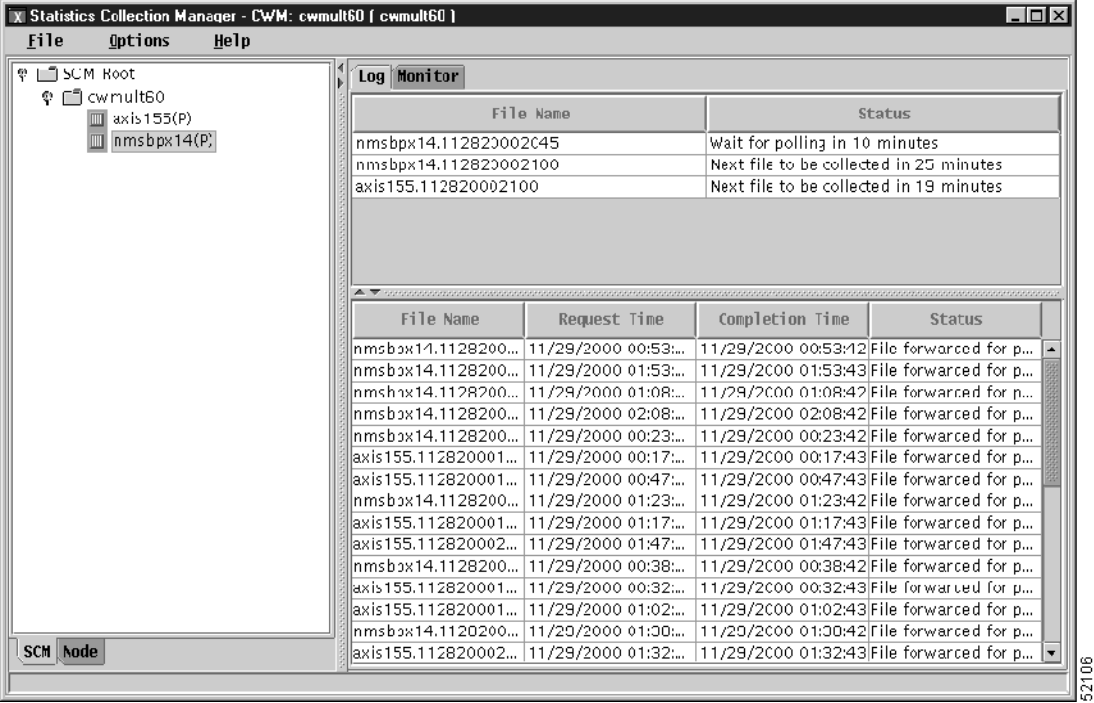 Statistics Collection Manager - CWM: cwmult60 [ cwmult60 ]
File Options Help
SCM Root
cwmult60
axis155(P)
nmsbpx14(P)
SCM Node
Log Monitor
File Name Status
nmsbpx14.112820002045 Wait for polling in 10 minutes
nmsbpx14.112820002100 Next file to be collected in 25 minutes
axis155.112820002100 Next file to be collected in 19 minutes
File Name Request Time Completion Time Status
nmsbpx14.1128200... 11/29/2000 00:53:... 11/29/2000 00:53:42 File forwarded for p...
nmsbpx14.1128200... 11/29/2000 01:53:... 11/29/2000 01:53:43 File forwarded for p...
nmsbpx14.1128200... 11/29/2000 01:08:... 11/29/2000 01:08:42 File forwarded for p...
nmsbpx14.1128200... 11/29/2000 02:08:... 11/29/2000 02:08:42 File forwarded for p...
nmsbpx14.1128200... 11/29/2000 00:23:... 11/29/2000 00:23:42 File forwarded for p...
axis155.112820001... 11/29/2000 00:17:... 11/29/2000 00:17:43 File forwarded for p...
axis155.112820001... 11/29/2000 00:47:... 11/29/2000 00:47:43 File forwarded for p...
nmsbpx14.1128200... 11/29/2000 01:23:... 11/29/2000 01:23:42 File forwarded for p...
axis155.112820001... 11/29/2000 01:17:... 11/29/2000 01:17:43 File forwarded for p...
axis155.112820002... 11/29/2000 01:47:... 11/29/2000 01:47:43 File forwarded for p...
nmsbpx14.1128200... 11/29/2000 00:38:... 11/29/2000 00:38:42 File forwarded for p...
axis155.112820001... 11/29/2000 00:32:... 11/29/2000 00:32:43 File forwarded for p...
axis155.112820001... 11/29/2000 01:02:... 11/29/2000 01:02:43 File forwarded for p...
nmsbpx14.1128200... 11/29/2000 01:38:... 11/29/2000 01:38:42 File forwarded for p...
axis155.112820002... 11/29/2000 01:32:... 11/29/2000 01:32:43 File forwarded for p...
52106